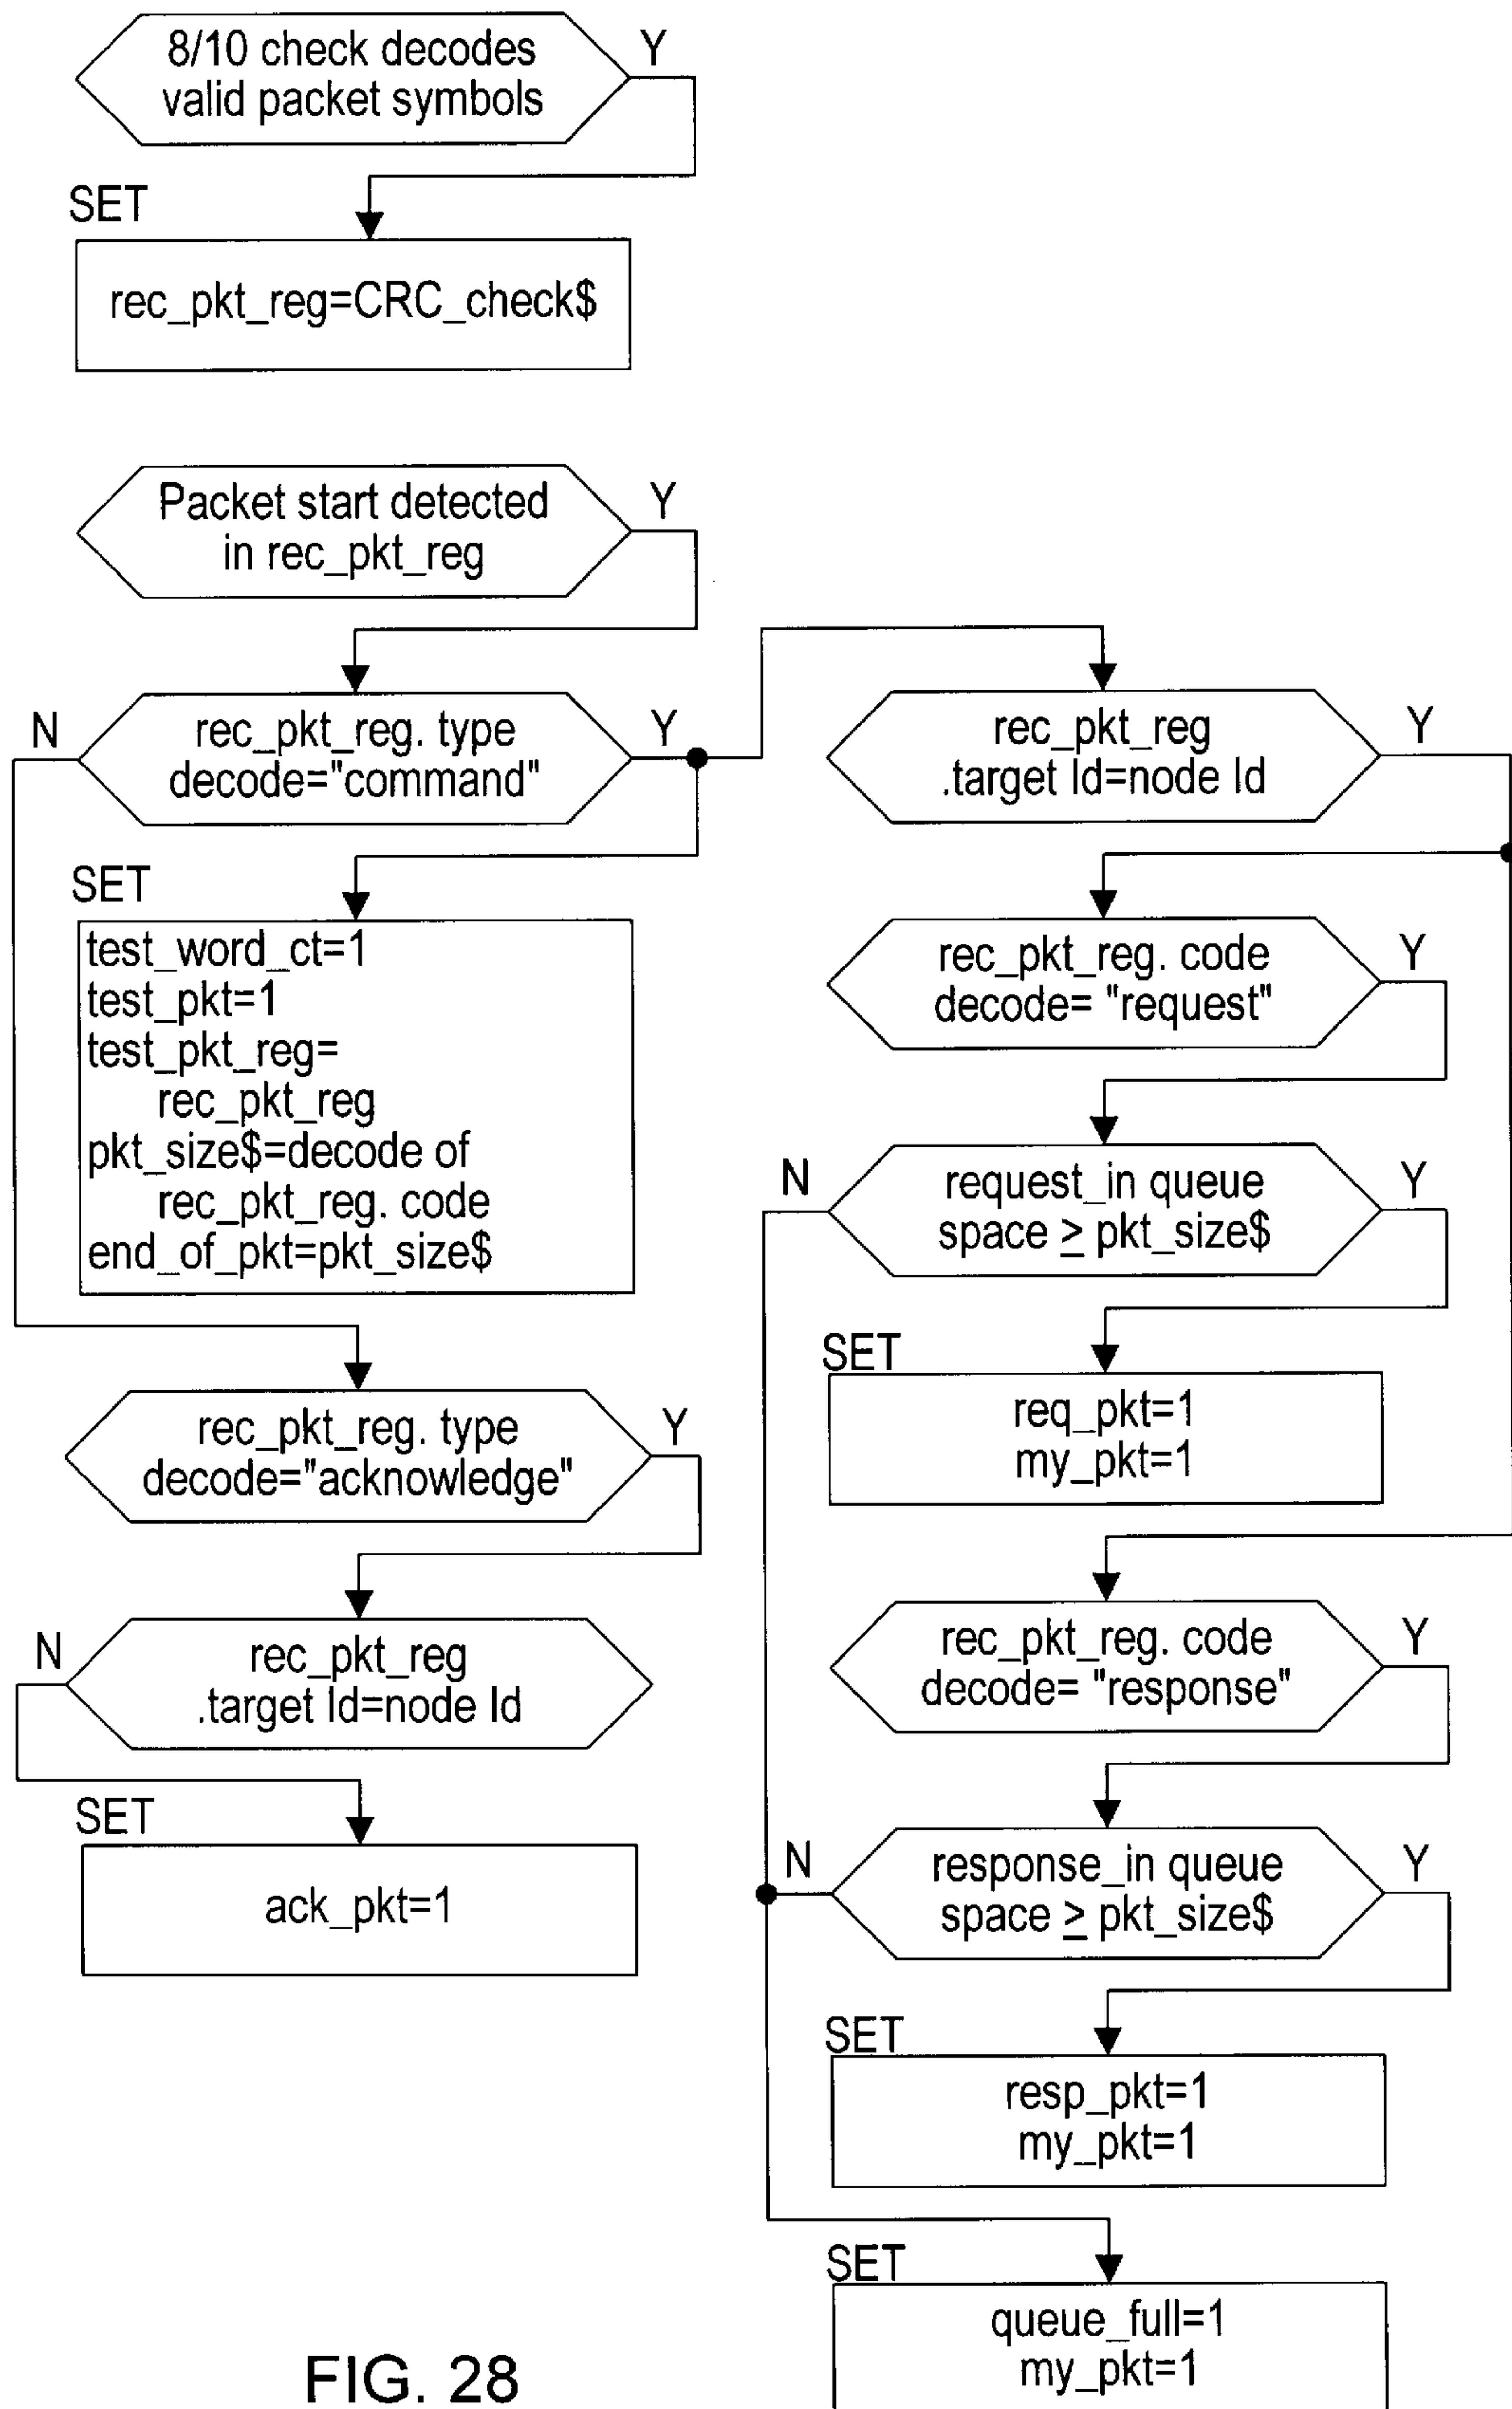 8/10 check decodes
valid packet symbols
Y
SET
rec_pkt_reg=CRC_check$
Packet start detected
in rec_pkt_reg
Y
N
rec_pkt_reg. type
decode="command"
Y
SET
test_word_ct=1
test_pkt=1
test_pkt_reg=
rec_pkt_reg
pkt_size$=decode of
rec_pkt_reg. code
end_of_pkt=pkt_size$
rec_pkt_reg. type
decode="acknowledge"
Y
N
rec_pkt_reg
.target Id=node Id
SET
ack_pkt=1
rec_pkt_reg
.target Id=node Id
Y
rec_pkt_reg. code
decode= "request"
Y
N
request_in queue
space ≥ pkt_size$
Y
SET
req_pkt=1
my_pkt=1
rec_pkt_reg. code
decode= "response"
Y
N
response_in queue
space ≥ pkt_size$
Y
SET
resp_pkt=1
my_pkt=1
SET
queue_full=1
my_pkt=1
FIG. 28